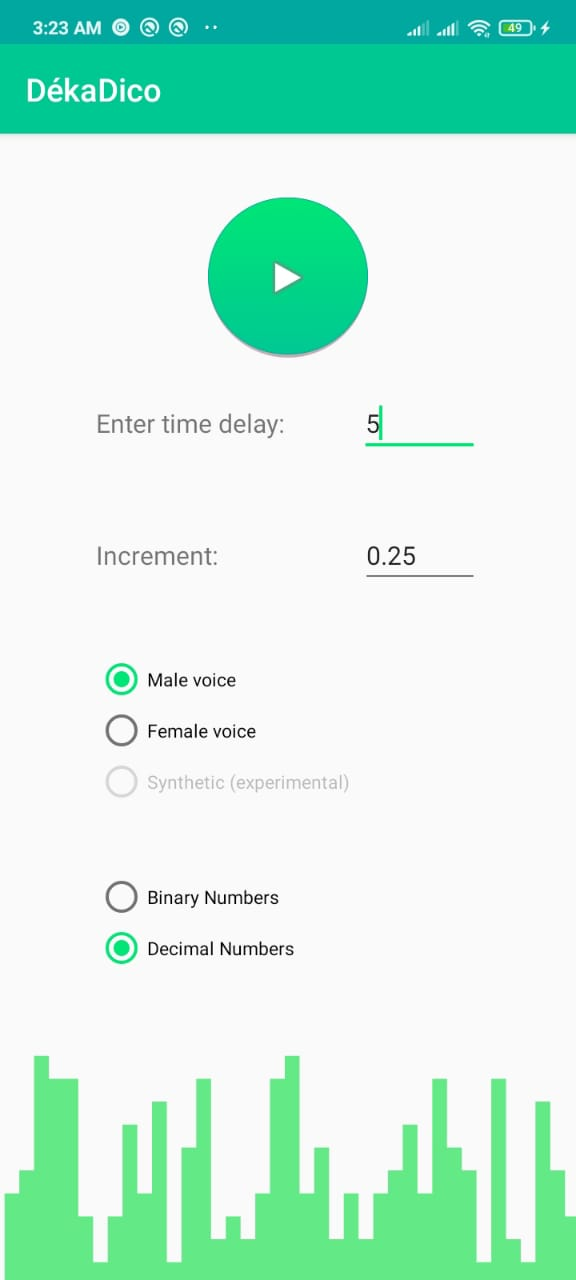 3:23 AM
49
DékaDico
Enter time delay: 5
Increment: 0.25
Male voice
Female voice
Synthetic (experimental)
Binary Numbers
Decimal Numbers